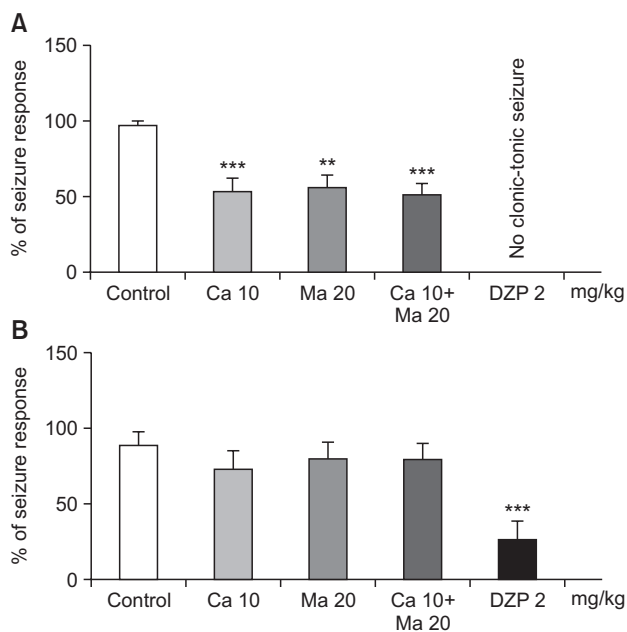 A
150
100
50
0
% of seizure response
***
**
***
No clonic-tonic seizure
Control Ca 10 Ma 20 Ca 10+ DZP 2 mg/kg
Ma 20
B
150
100
50
0
% of seizure response
***
Control Ca 10 Ma 20 Ca 10+ DZP 2 mg/kg
Ma 20